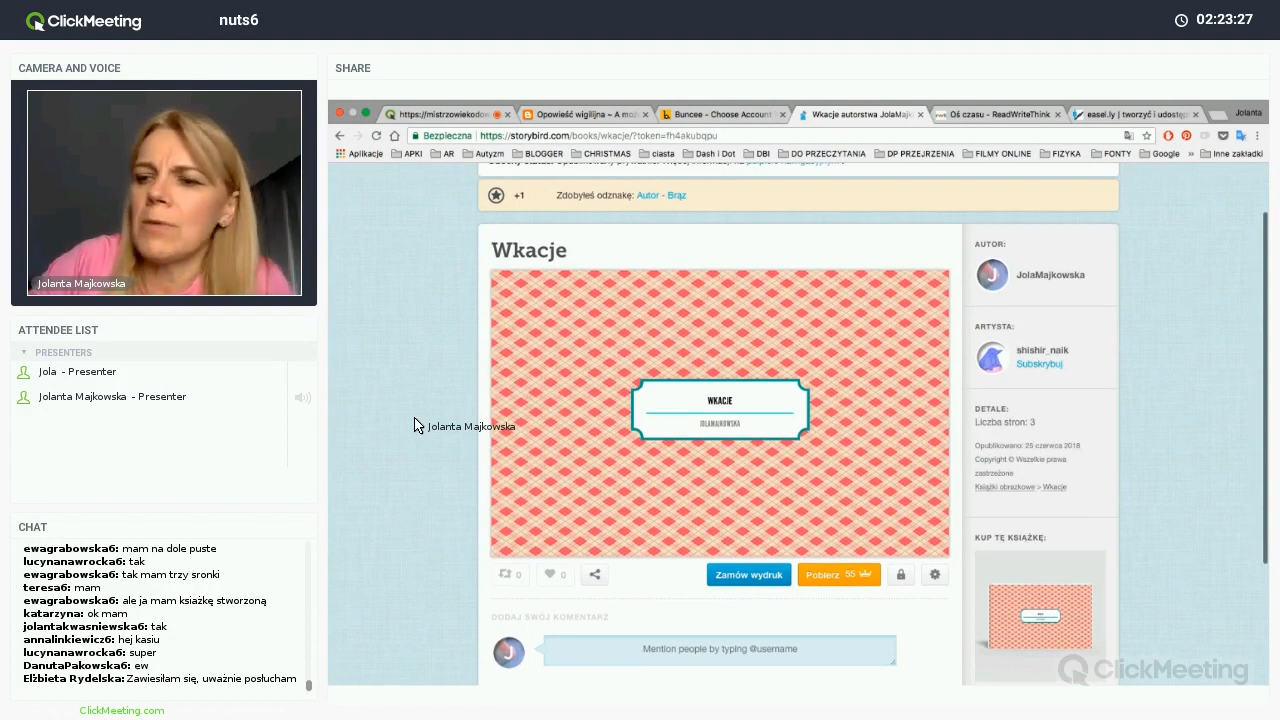 ClickMeeting
nuts6
02:23:27
CAMERA AND VOICE
Jolanta Majkowska
ATTENDEE LIST
PRESENTERS
Jola - Presenter
Jolanta Majkowska - Presenter
CHAT
ewagrabowska6: mam na dole puste
lucynanawrocka6: tak
ewagrabowska6: tak mam trzy sronki
teresa6: mam
ewagrabowska6: ale ja mam ksiażkę stworzoną
katarzyna: ok mam
jolantakwasniewska6: tak
annalinkiewicz6: hej kasiu
lucynanawrocka6: super
DanutaPakowska6: ew
Elżbieta Rydelska: Zawiesiłam się, uważnie posłucham
ClickMeeting.com
SHARE
https://mistrzowiekodow
Opowieść wigilijna ~ A moż
Buncee - Choose Account
Wkacje autorstwa JolaMajk
Oś czasu - ReadWriteThink
easel.ly | tworzyć i udostęp
Jolanta
Bezpieczna
https://storybird.com/books/wkacje/?token=fh4akubqpu
Aplikacje
APKI
AR
Autyzm
BLOGGER
CHRISTMAS
ciasta
Dash i Dot
DBI
DO PRZECZYTANIA
DP PRZEJRZENIA
FILMY ONLINE
FIZYKA
FONTY
Google
»
Inne zakładki
+1
Zdobyłeś odznakę: Autor - Brąz
Wkacje
WKACJE
JOLAMAJKOWSKA
Jolanta Majkowska
0
0
Zamów wydruk
Pobierz 55
DODAJ SWÓJ KOMENTARZ
Mention people by typing @username
AUTOR:
JolaMajkowska
ARTYSTA:
shishir_naik
Subskrybuj
DETALE:
Liczba stron: 3
Opublikowano: 25 czerwca 2018
Copyright © Wszelkie prawa
zastrzeżone
Książki obrazkowe > Wkacje
KUP TĘ KSIĄŻKĘ:
ClickMeeting